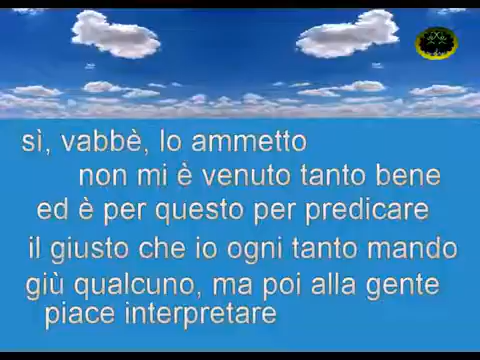 sì, vabbè, lo ammetto
non mi è venuto tanto bene
ed è per questo per predicare
il giusto che io ogni tanto mando
giù qualcuno, ma poi alla gente
piace interpretare